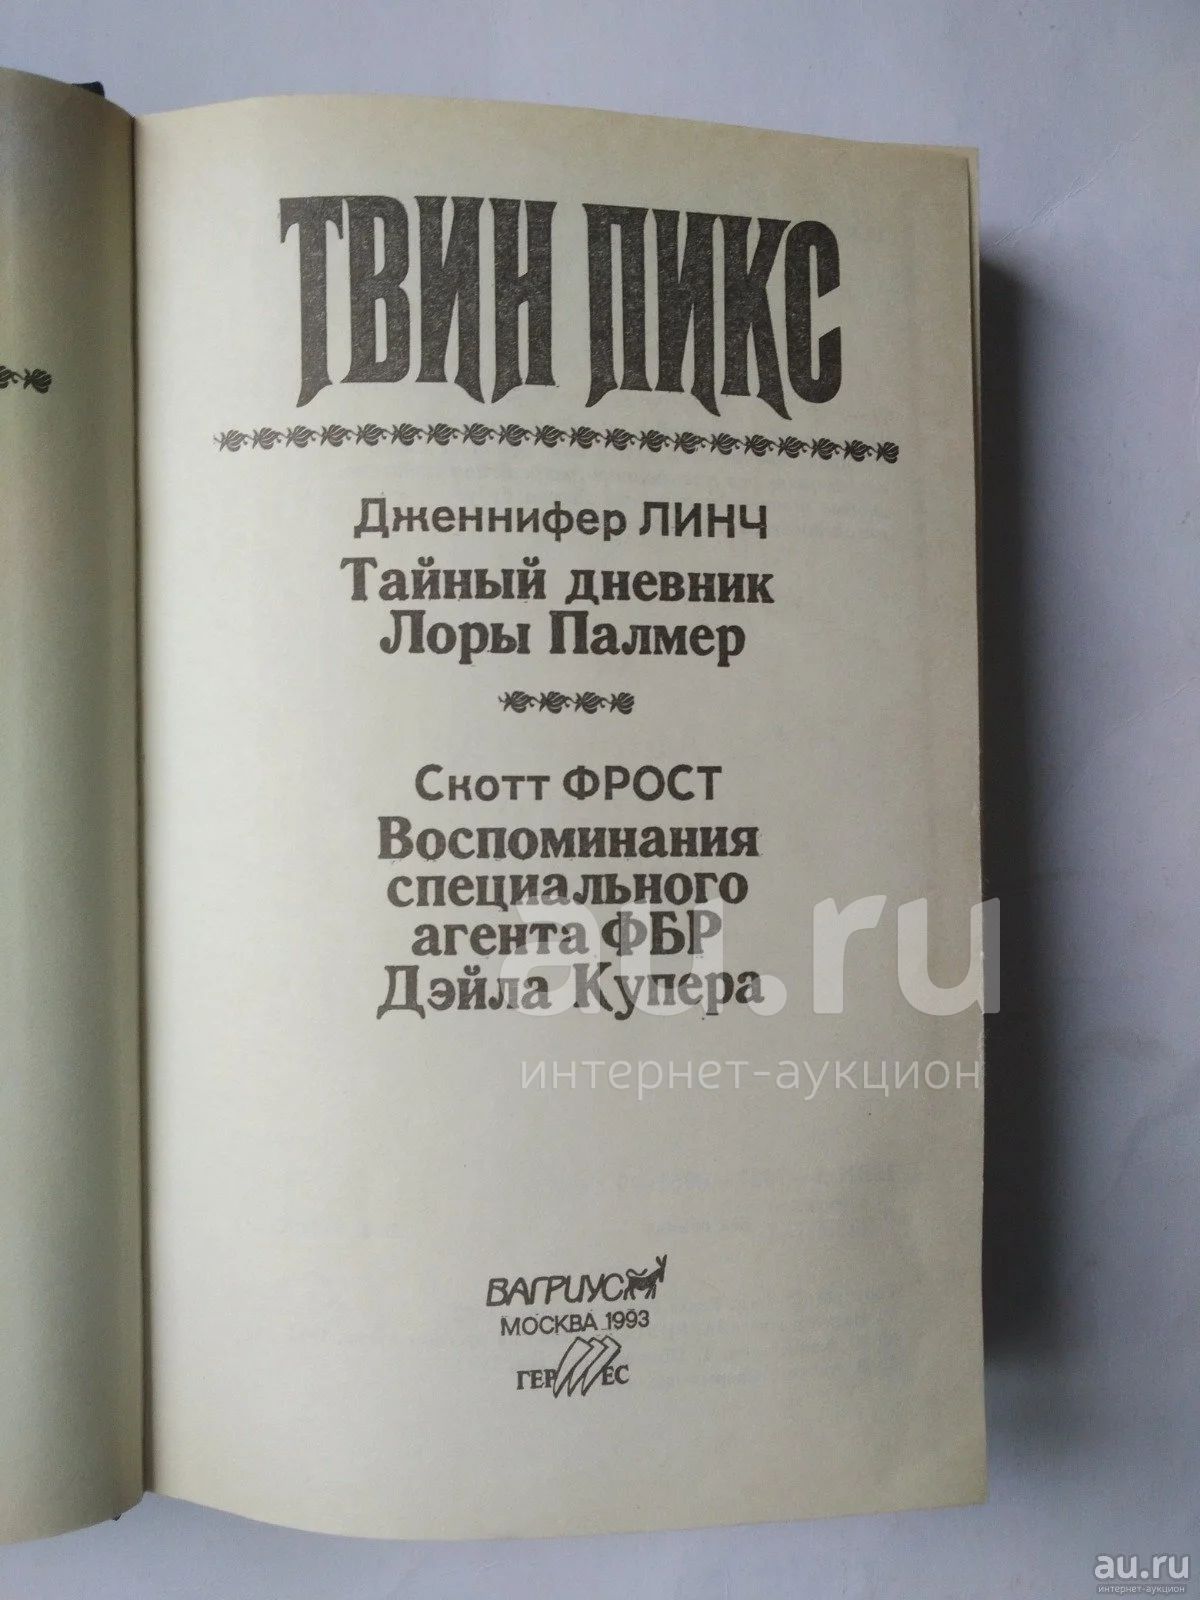 ТВИН ПИКС
Дженнифер ЛИНЧ
Тайный дневник
Лоры Палмер
Скотт ФРОСТ
Воспоминания
специального
агента ФБР
Дэйла Купера
au.ru
интернет-аукцион
ВАГРИУС
МОСКВА 1993
ГЕРМЕС
au.ru
интернет-аукцион